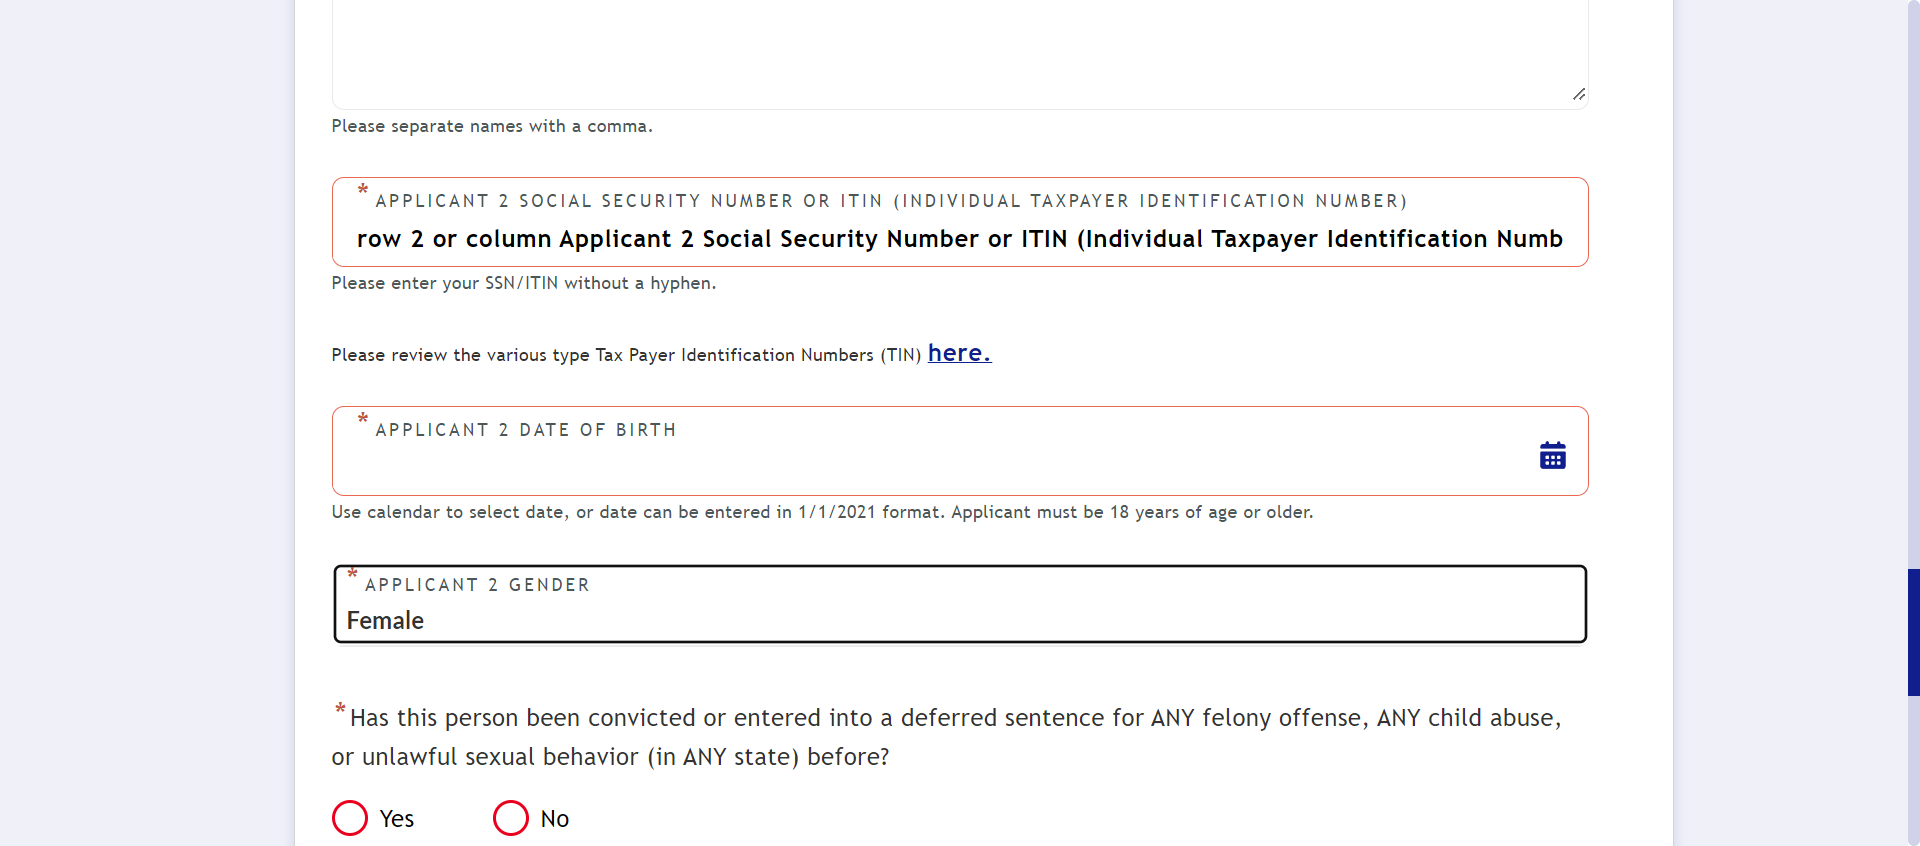 Please separate names with a comma.
* APPLICANT 2 SOCIAL SECURITY NUMBER OR ITIN (INDIVIDUAL TAXPAYER IDENTIFICATION NUMBER)
row 2 or column Applicant 2 Social Security Number or ITIN (Individual Taxpayer Identification Numb
Please enter your SSN/ITIN without a hyphen.
Please review the various type Tax Payer Identification Numbers (TIN) here.
* APPLICANT 2 DATE OF BIRTH
Use calendar to select date, or date can be entered in 1/1/2021 format. Applicant must be 18 years of age or older.
* APPLICANT 2 GENDER
Female
*Has this person been convicted or entered into a deferred sentence for ANY felony offense, ANY child abuse,
or unlawful sexual behavior (in ANY state) before?
Yes No